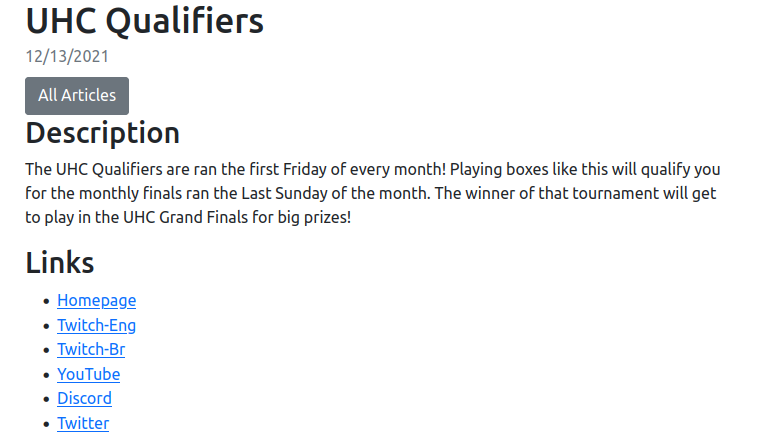 UHC Qualifiers
12/13/2021
All Articles
Description
The UHC Qualifiers are ran the first Friday of every month! Playing boxes like this will qualify you
for the monthly finals ran the Last Sunday of the month. The winner of that tournament will get
to play in the UHC Grand Finals for big prizes!
Links
Homepage
Twitch-Eng
Twitch-Br
YouTube
Discord
Twitter